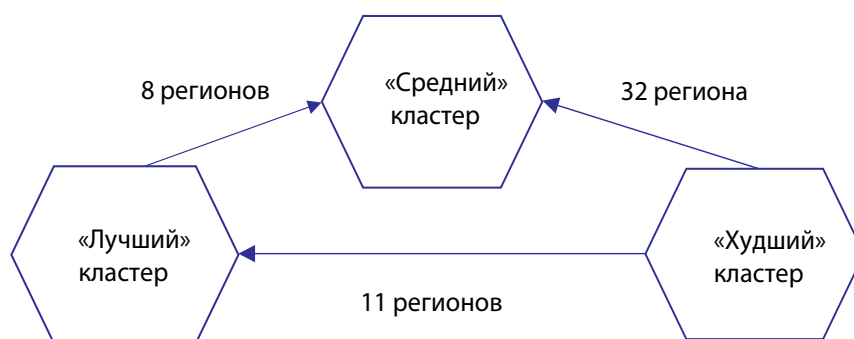 «Средний»
кластер
8 регионов
32 региона
«Лучший»
кластер
«Худший»
кластер
11 регионов